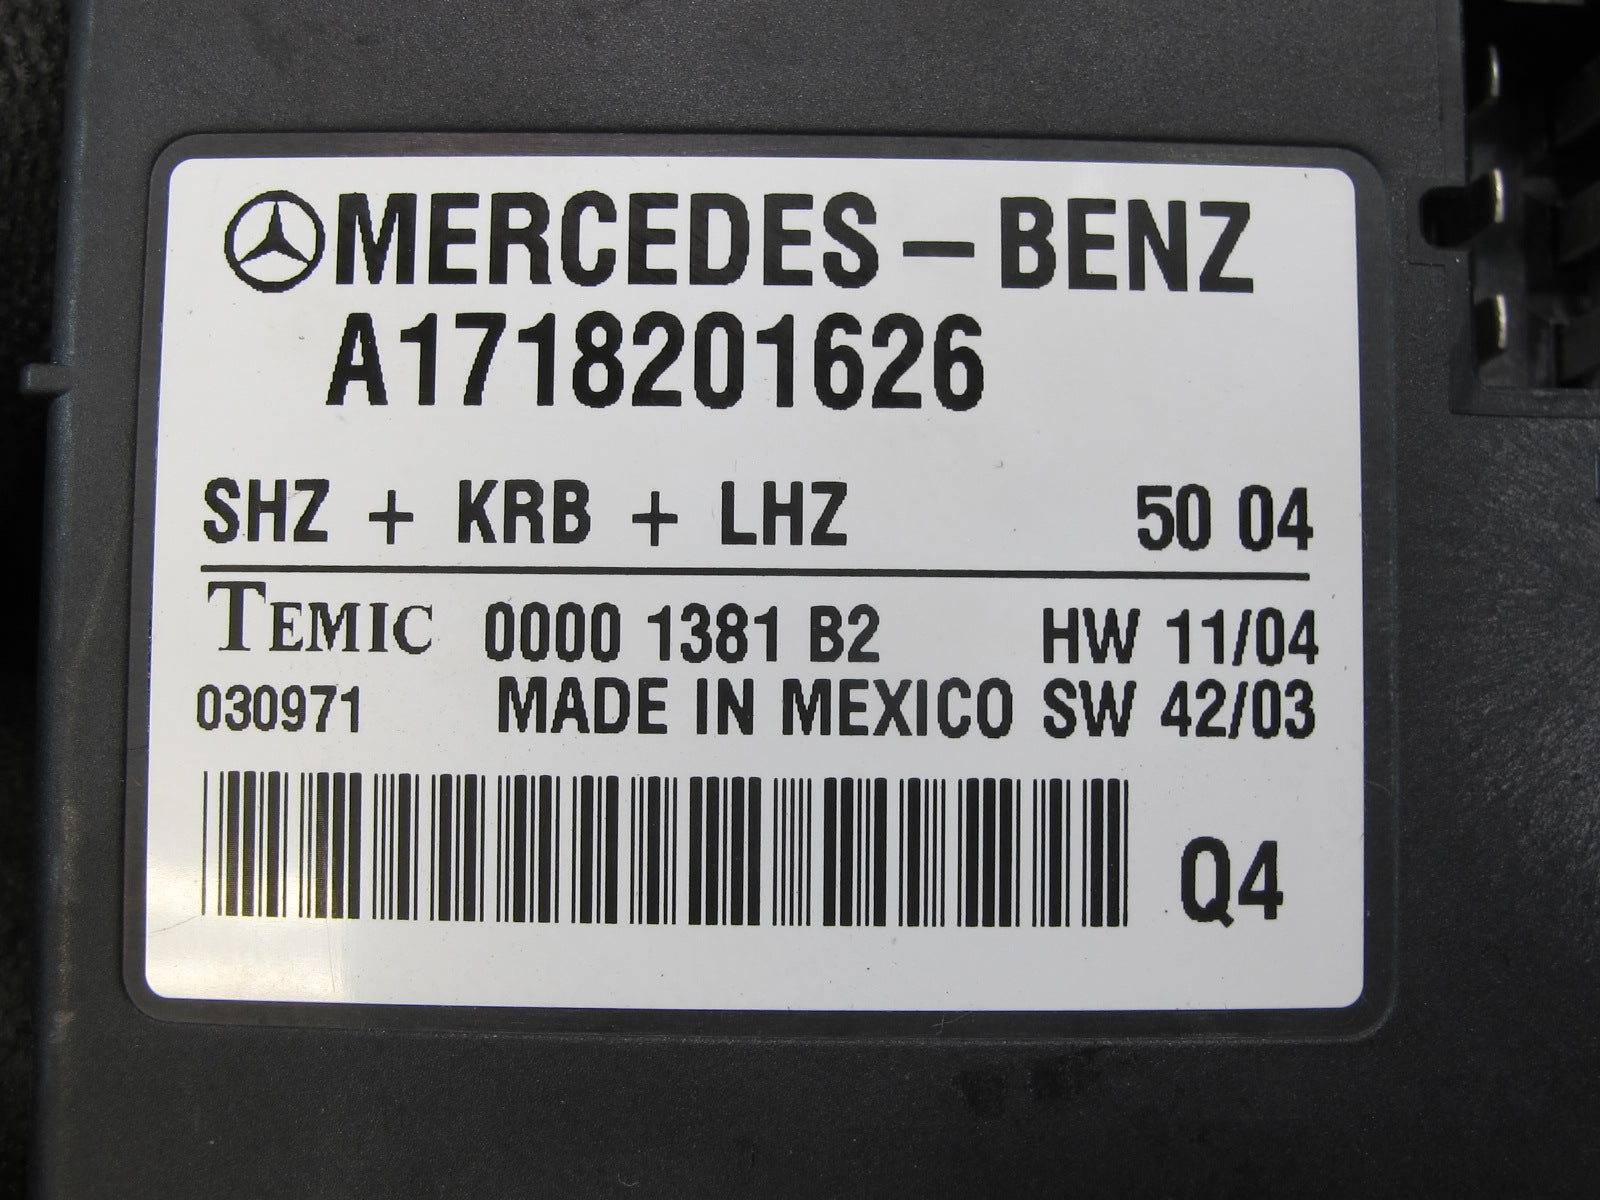 MERCEDES-BENZ
A1718201626
SHZ + KRB + LHZ 50 04
TEMIC 0000 1381 B2 HW 11/04
030971 MADE IN MEXICO SW 42/03
Q4